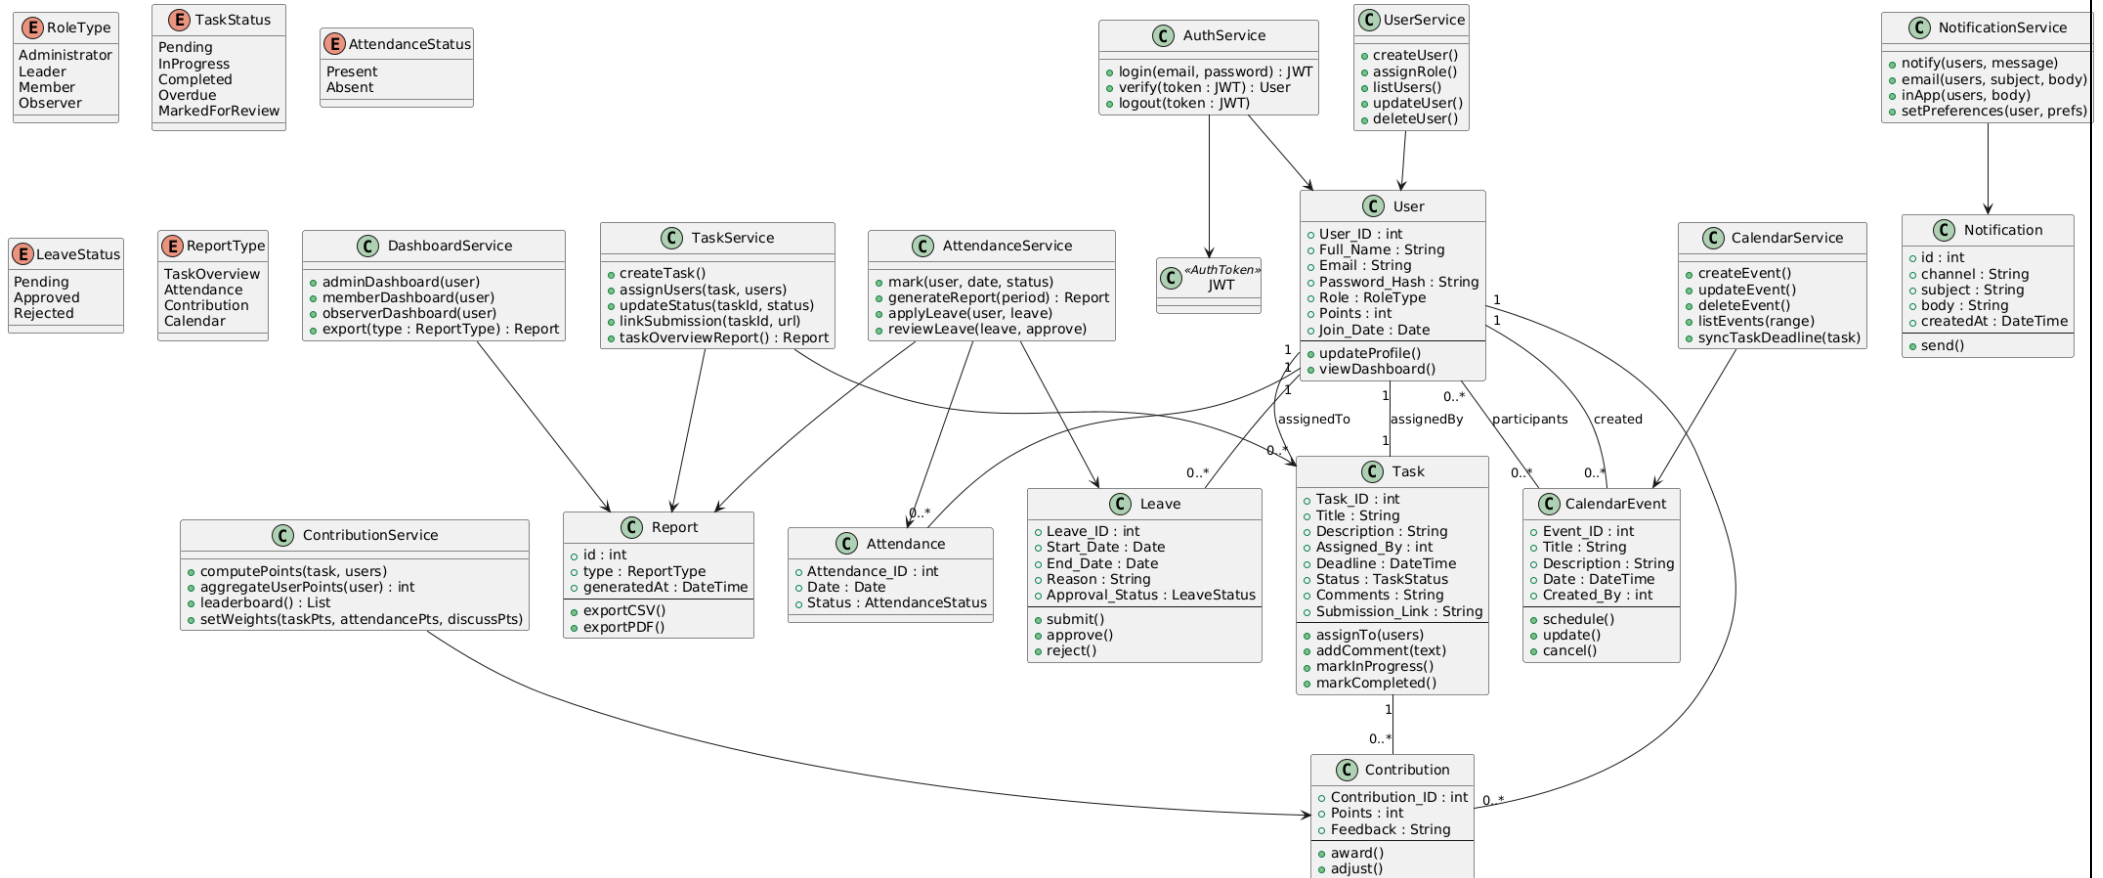 E RoleType
Administrator
Leader
Member
Observer
E TaskStatus
Pending
InProgress
Completed
Overdue
MarkedForReview
E AttendanceStatus
Present
Absent
C AuthService
login(email, password) : JWT
verify(token : JWT) : User
logout(token : JWT)
C UserService
createUser()
assignRole()
listUsers()
updateUser()
deleteUser()
C NotificationService
notify(users, message)
email(users, subject, body)
inApp(users, body)
setPreferences(user, prefs)
E LeaveStatus
Pending
Approved
Rejected
E ReportType
TaskOverview
Attendance
Contribution
Calendar
C DashboardService
adminDashboard(user)
memberDashboard(user)
observerDashboard(user)
export(type : ReportType) : Report
C TaskService
createTask()
assignUsers(task, users)
updateStatus(taskId, status)
linkSubmission(taskId, url)
taskOverviewReport() : Report
C AttendanceService
mark(user, date, status)
generateReport(period) : Report
applyLeave(user, leave)
reviewLeave(leave, approve)
C «AuthToken»
JWT
C User
User_ID : int
Full_Name : String
Email : String
Password_Hash : String
Role : RoleType
Points : int
Join_Date : Date
updateProfile()
viewDashboard()
C CalendarService
createEvent()
updateEvent()
deleteEvent()
listEvents(range)
syncTaskDeadline(task)
C Notification
id : int
channel : String
subject : String
body : String
createdAt : DateTime
send()
1
1
1
1
1
1
0..*
assignedTo
assignedBy
participants
created
0..*
1
0..*
0..*
0..*
0..*
C ContributionService
computePoints(task, users)
aggregateUserPoints(user) : int
leaderboard() : List
setWeights(taskPts, attendancePts, discussPts)
C Report
id : int
type : ReportType
generatedAt : DateTime
exportCSV()
exportPDF()
C Attendance
Attendance_ID : int
Date : Date
Status : AttendanceStatus
C Leave
Leave_ID : int
Start_Date : Date
End_Date : Date
Reason : String
Approval_Status : LeaveStatus
submit()
approve()
reject()
C Task
Task_ID : int
Title : String
Description : String
Assigned_By : int
Deadline : DateTime
Status : TaskStatus
Comments : String
Submission_Link : String
assignTo(users)
addComment(text)
markInProgress()
markCompleted()
C CalendarEvent
Event_ID : int
Title : String
Description : String
Date : DateTime
Created_By : int
schedule()
update()
cancel()
1
0..*
C Contribution
Contribution_ID : int
Points : int
Feedback : String
award()
adjust()
0..*